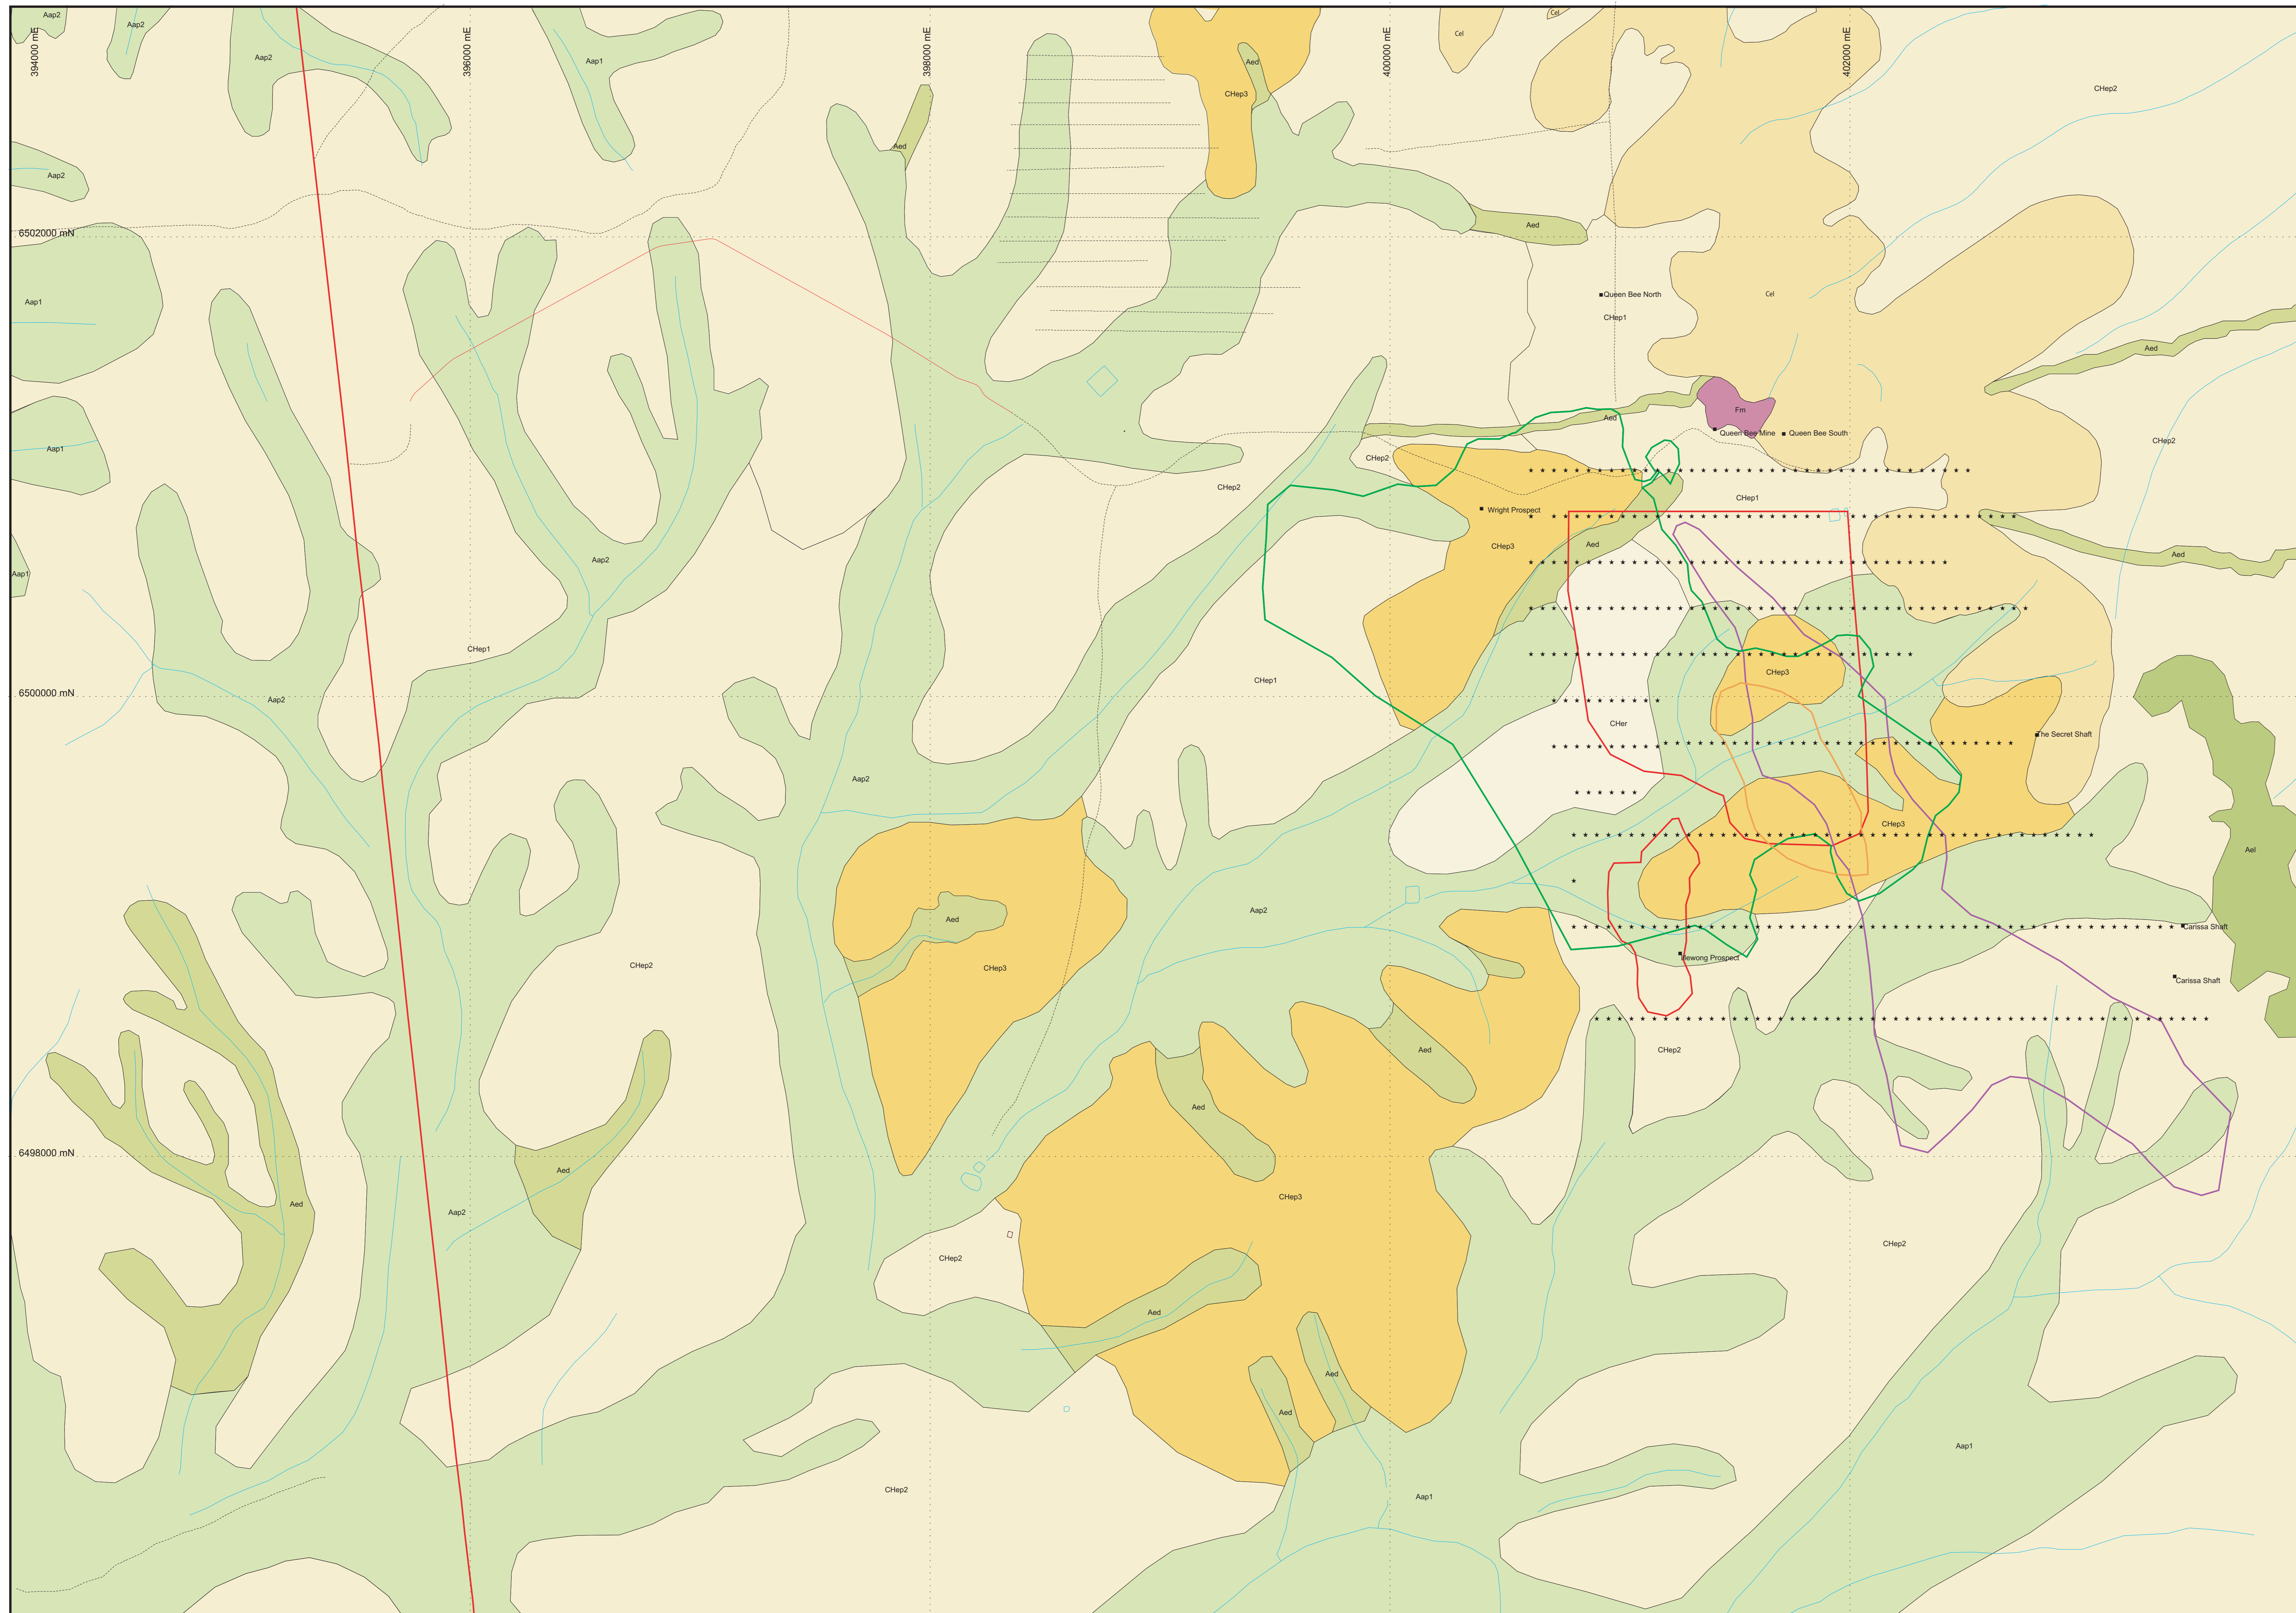 Aap2
Aap2
Aap2
Aap1
Cel
Cel
394000 mE
396000 mE
398000 mE
400000 mE
402000 mE
Aed
CHep3
CHep2
Aed
Aap2
Aed
6502000 mN
Aap1
Queen Bee North
Cel
CHep1
Aed
Fm
Aed
Queen Bee Mine
Queen Bee South
CHep2
Aap1
CHep2
CHep2
CHep1
Wright Prospect
CHep3
Aed
Aed
Aap2
Aap1
CHep1
CHep1
CHep3
6500000 mN
Aap2
CHer
The Secret Shaft
Aap2
CHep3
Ael
Aap2
Aed
Carissa Shaft
CHep2
CHep3
Hewong Prospect
Carissa Shaft
Aed
CHep2
Aed
6498000 mN
Aed
Aed
CHep3
Aap2
CHep2
CHep2
Aed
Aed
Aed
Aap1
CHep2
Aap1